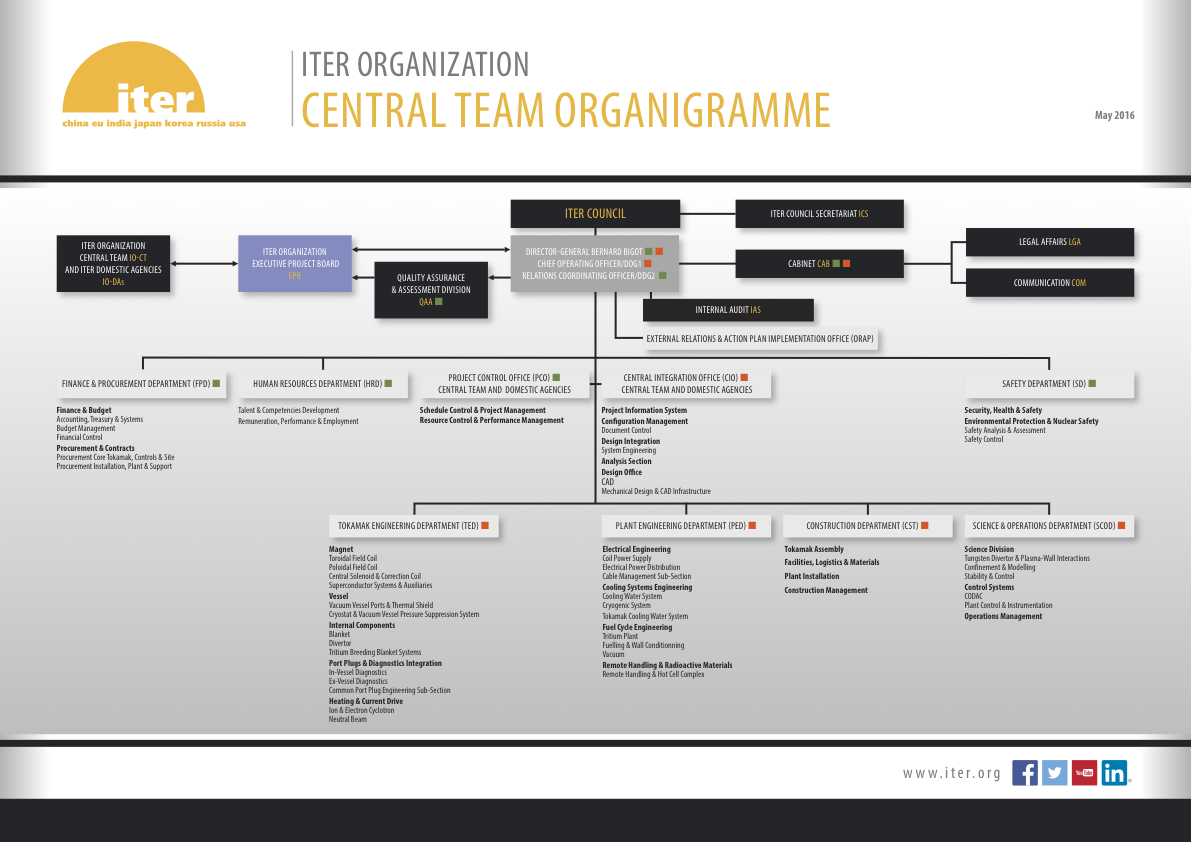 iter
china eu india japan korea russia usa
ITER ORGANIZATION
CENTRAL TEAM ORGANIGRAMME
May 2016
ITER COUNCIL
ITER COUNCIL SECRETARIAT ICS
ITER ORGANIZATION
CENTRAL TEAM IO-CT
AND ITER DOMESTIC AGENCIES
IO-DAs
ITER ORGANIZATION
EXECUTIVE PROJECT BOARD
EPB
QUALITY ASSURANCE
& ASSESSMENT DIVISION
QAA
DIRECTOR-GENERAL BERNARD BIGOT
CHIEF OPERATING OFFICER/DDG1
RELATIONS COORDINATING OFFICER/DDG2
CABINET CAB
LEGAL AFFAIRS LGA
COMMUNICATION COM
INTERNAL AUDIT IAS
EXTERNAL RELATIONS & ACTION PLAN IMPLEMENTATION OFFICE (ORAP)
FINANCE & PROCUREMENT DEPARTMENT (FPD)
Finance & Budget
Accounting, Treasury & Systems
Budget Management
Financial Control
Procurement & Contracts
Procurement Core Tokamak, Controls & Site
Procurement Installation, Plant & Support
HUMAN RESOURCES DEPARTMENT (HRD)
Talent & Competencies Development
Remuneration, Performance & Employment
PROJECT CONTROL OFFICE (PCO)
CENTRAL TEAM AND DOMESTIC AGENCIES
Schedule Control & Project Management
Resource Control & Performance Management
CENTRAL INTEGRATION OFFICE (CIO)
CENTRAL TEAM AND DOMESTIC AGENCIES
Project Information System
Configuration Management
Document Control
Design Integration
System Engineering
Analysis Section
Design Office
CAD
Mechanical Design & CAD Infrastructure
SAFETY DEPARTMENT (SD)
Security, Health & Safety
Environmental Protection & Nuclear Safety
Safety Analysis & Assessment
Safety Control
TOKAMAK ENGINEERING DEPARTMENT (TED)
Magnet
Toroidal Field Coil
Poloidal Field Coil
Central Solenoid & Correction Coil
Superconductor Systems & Auxiliaries
Vessel
Vacuum Vessel Ports & Thermal Shield
Cryostat & Vacuum Vessel Pressure Suppression System
Internal Components
Blanket
Divertor
Tritium Breeding Blanket Systems
Port Plugs & Diagnostics Integration
In-Vessel Diagnostics
Ex-Vessel Diagnostics
Common Port Plug Engineering Sub-Section
Heating & Current Drive
Ion & Electron Cyclotron
Neutral Beam
PLANT ENGINEERING DEPARTMENT (PED)
Electrical Engineering
Coil Power Supply
Electrical Power Distribution
Cable Management Sub-Section
Cooling Systems Engineering
Cooling Water System
Cryogenic System
Tokamak Cooling Water System
Fuel Cycle Engineering
Tritium Plant
Fuelling & Wall Conditionning
Vacuum
Remote Handling & Radioactive Materials
Remote Handling & Hot Cell Complex
CONSTRUCTION DEPARTMENT (CST)
Tokamak Assembly
Facilities, Logistics & Materials
Plant Installation
Construction Management
SCIENCE & OPERATIONS DEPARTMENT (SCOD)
Science Division
Tungsten Divertor & Plasma-Wall Interactions
Confinement & Modelling
Stability & Control
Control Systems
CODAC
Plant Control & Instrumentation
Operations Management
www.iter.org
f
You Tube
in